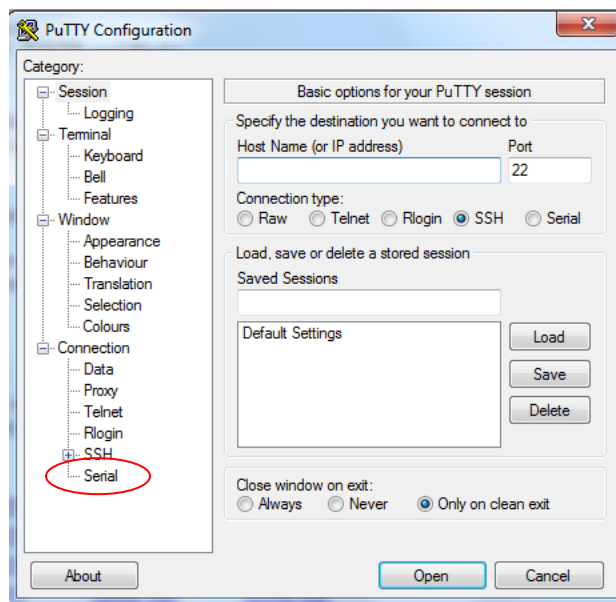 PuTTY Configuration
Category:
Session
Logging
Terminal
Keyboard
Bell
Features
Window
Appearance
Behaviour
Translation
Selection
Colours
Connection
Data
Proxy
Telnet
Rlogin
SSH
Serial
Basic options for your PuTTY session
Specify the destination you want to connect to
Host Name (or IP address) Port
22
Connection type:
Raw Telnet Rlogin SSH Serial
Load, save or delete a stored session
Saved Sessions
Default Settings
Load
Save
Delete
Close window on exit:
Always Never Only on clean exit
About Open Cancel